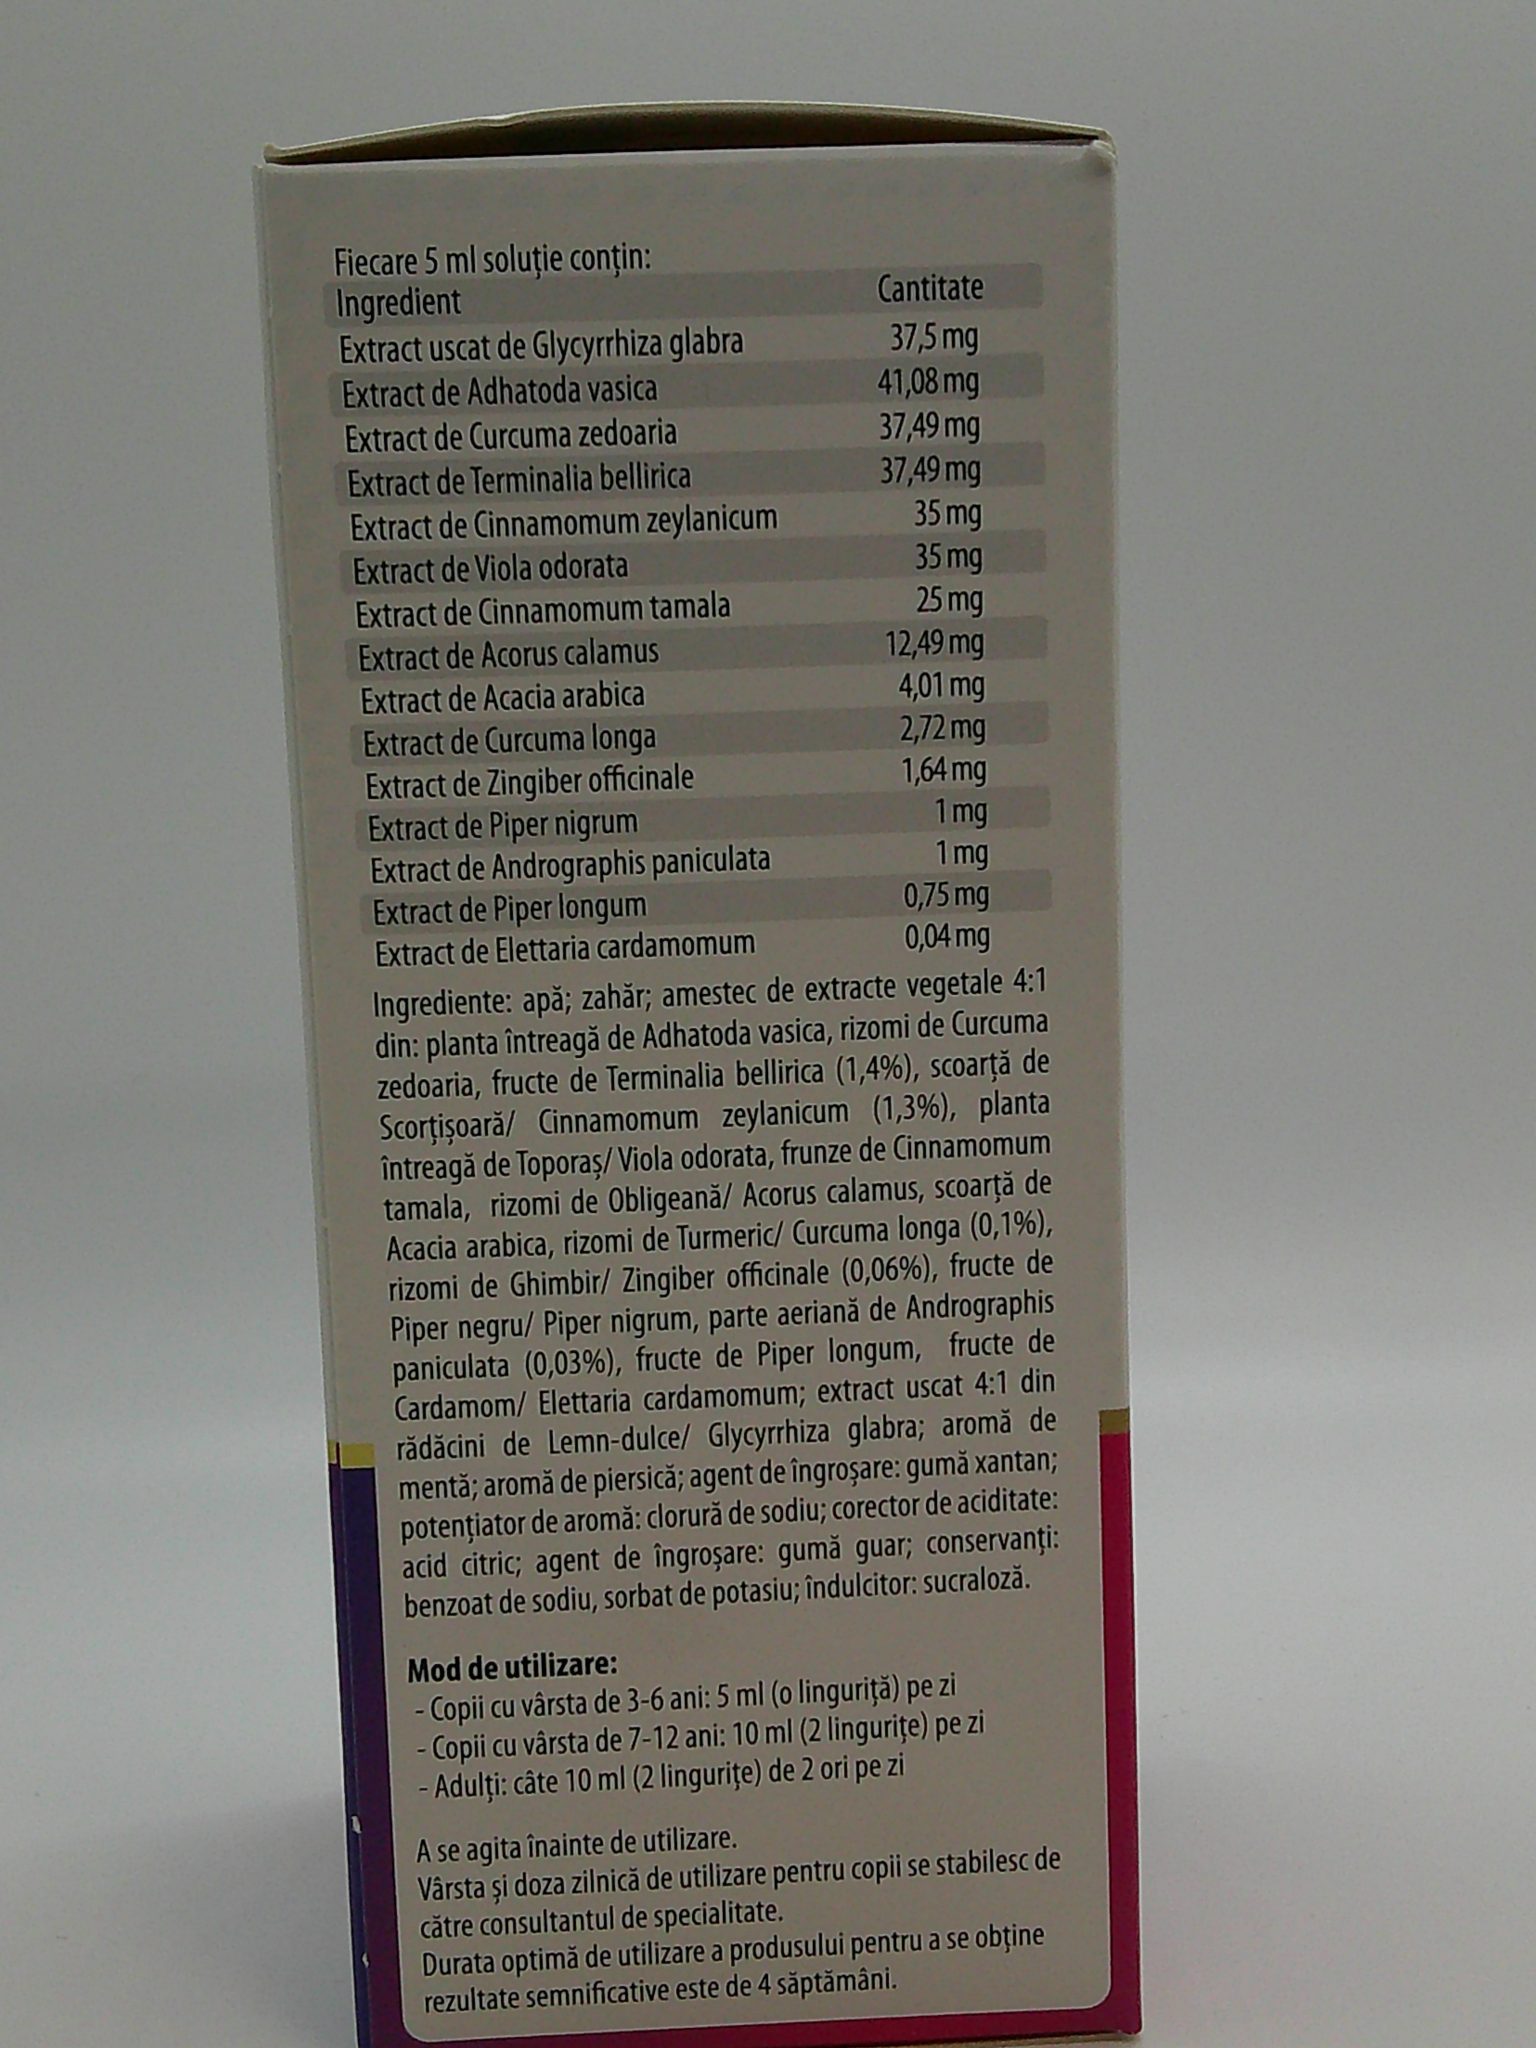 Fiecare 5 ml soluție conțin:
Ingredient Cantitate
Extract uscat de Glycyrrhiza glabra 37,5 mg
Extract de Adhatoda vasica 41,08 mg
Extract de Curcuma zedoaria 37,49 mg
Extract de Terminalia bellirica 37,49 mg
Extract de Cinnamomum zeylanicum 35 mg
Extract de Viola odorata 35 mg
Extract de Cinnamomum tamala 25 mg
Extract de Acorus calamus 12,49 mg
Extract de Acacia arabica 4,01 mg
Extract de Curcuma longa 2,72 mg
Extract de Zingiber officinale 1,64 mg
Extract de Piper nigrum 1 mg
Extract de Andrographis paniculata 1 mg
Extract de Piper longum 0,75 mg
Extract de Elettaria cardamomum 0,04 mg
Ingrediente: apă; zahăr; amestec de extracte vegetale 4:1
din: planta întreagă de Adhatoda vasica, rizomi de Curcuma
zedoaria, fructe de Terminalia bellirica (1,4%), scoarță de
Scorțișoară/ Cinnamomum zeylanicum (1,3%), planta
întreagă de Toporaș/ Viola odorata, frunze de Cinnamomum
tamala, rizomi de Obligeană/ Acorus calamus, scoarță de
Acacia arabica, rizomi de Turmeric/ Curcuma longa (0,1%),
rizomi de Ghimbir/ Zingiber officinale (0,06%), fructe de
Piper negru/ Piper nigrum, parte aeriană de Andrographis
paniculata (0,03%), fructe de Piper longum, fructe de
Cardamom/ Elettaria cardamomum; extract uscat 4:1 din
rădăcini de Lemn-dulce/ Glycyrrhiza glabra; aromă de
mentă; aromă de piersică; agent de îngroșare: gumă xantan;
potențiator de aromă: clorură de sodiu; corector de aciditate:
acid citric; agent de îngroșare: gumă guar; conservanți:
benzoat de sodiu, sorbat de potasiu; îndulcitor: sucraloză.
Mod de utilizare:
- Copii cu vârsta de 3-6 ani: 5 ml (o linguriță) pe zi
- Copii cu vârsta de 7-12 ani: 10 ml (2 lingurițe) pe zi
- Adulți: câte 10 ml (2 lingurițe) de 2 ori pe zi
A se agita înainte de utilizare.
Vârsta și doza zilnică de utilizare pentru copii se stabilesc de
către consultantul de specialitate.
Durata optimă de utilizare a produsului pentru a se obține
rezultate semnificative este de 4 săptămâni.